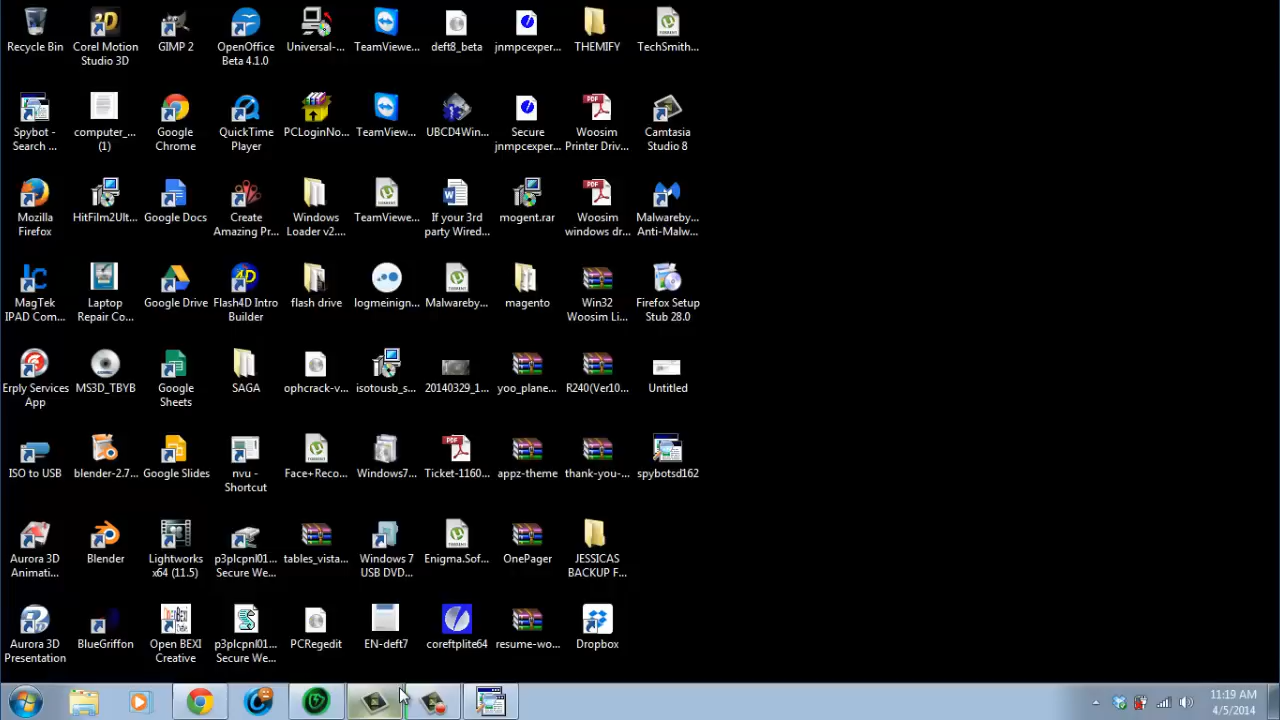 Recycle Bin
Corel Motion
Studio 3D
GIMP 2
OpenOffice
Beta 4.1.0
Universal-...
TeamViewe...
deft8_beta
jnmpcexper...
THEMIFY
TechSmith...
Spybot -
Search ...
computer_...
(1)
Google
Chrome
QuickTime
Player
PCLoginNo...
TeamView...
UBCD4Win...
Secure
jnmpcexper...
Woosim
Printer Driv...
Camtasia
Studio 8
Mozilla
Firefox
HitFilm2Ult...
Google Docs
Create
Amazing Pr...
Windows
Loader v2....
TeamViewe...
If your 3rd
party Wired...
mogent.rar
Woosim
windows dr...
Malwareby...
Anti-Malw...
MagTek
IPAD Com...
Laptop
Repair Co...
Google Drive
Flash4D Intro
Builder
flash drive
logmeinign...
Malwareby...
magento
Win32
Woosim Li...
Firefox Setup
Stub 28.0
Erply Services
App
MS3D_TBYB
Google
Sheets
SAGA
ophcrack-v...
isotousb_s...
20140329_1...
yoo_plane...
R240(Ver10...
Untitled
ISO to USB
blender-2.7...
Google Slides
nvu -
Shortcut
Face+Reco...
Windows7...
Ticket-1160...
appz-theme
thank-you-...
spybotsd162
Aurora 3D
Animati...
Blender
Lightworks
x64 (11.5)
p3plcpnl01...
Secure We...
tables_vista...
Windows 7
USB DVD...
Enigma.Sof...
OnePager
JESSICAS
BACKUP F...
Aurora 3D
Presentation
BlueGriffon
Open BEXI
Creative
p3plcpnl01...
Secure We...
PCRegedit
EN-deft7
coreftplite64
resume-wo...
Dropbox
11:19 AM
4/5/2014